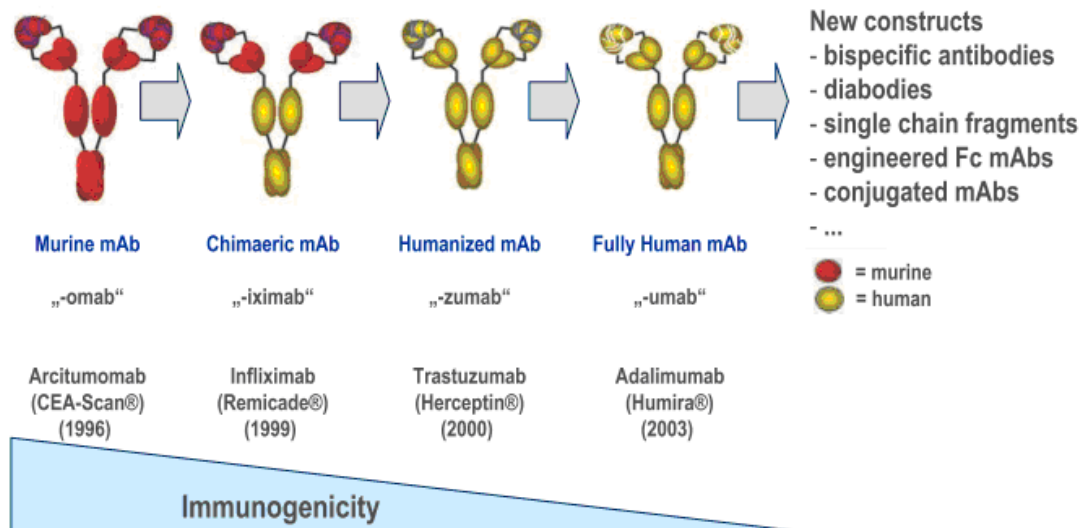 New constructs
- bispecific antibodies
- diabodies
- single chain fragments
- engineered Fc mAbs
- conjugated mAbs
- ...
Murine mAb
Chimaeric mAb
Humanized mAb
Fully Human mAb
= murine
= human
„-omab“
„-iximab“
„-zumab“
„-umab“
Arcitumomab
(CEA-Scan®)
(1996)
Infliximab
(Remicade®)
(1999)
Trastuzumab
(Herceptin®)
(2000)
Adalimumab
(Humira®)
(2003)
Immunogenicity